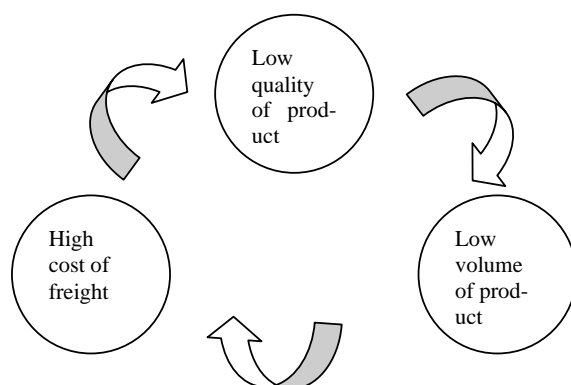 Low
quality
of prod-
uct
High
cost of
freight
Low
volume
of prod-
uct